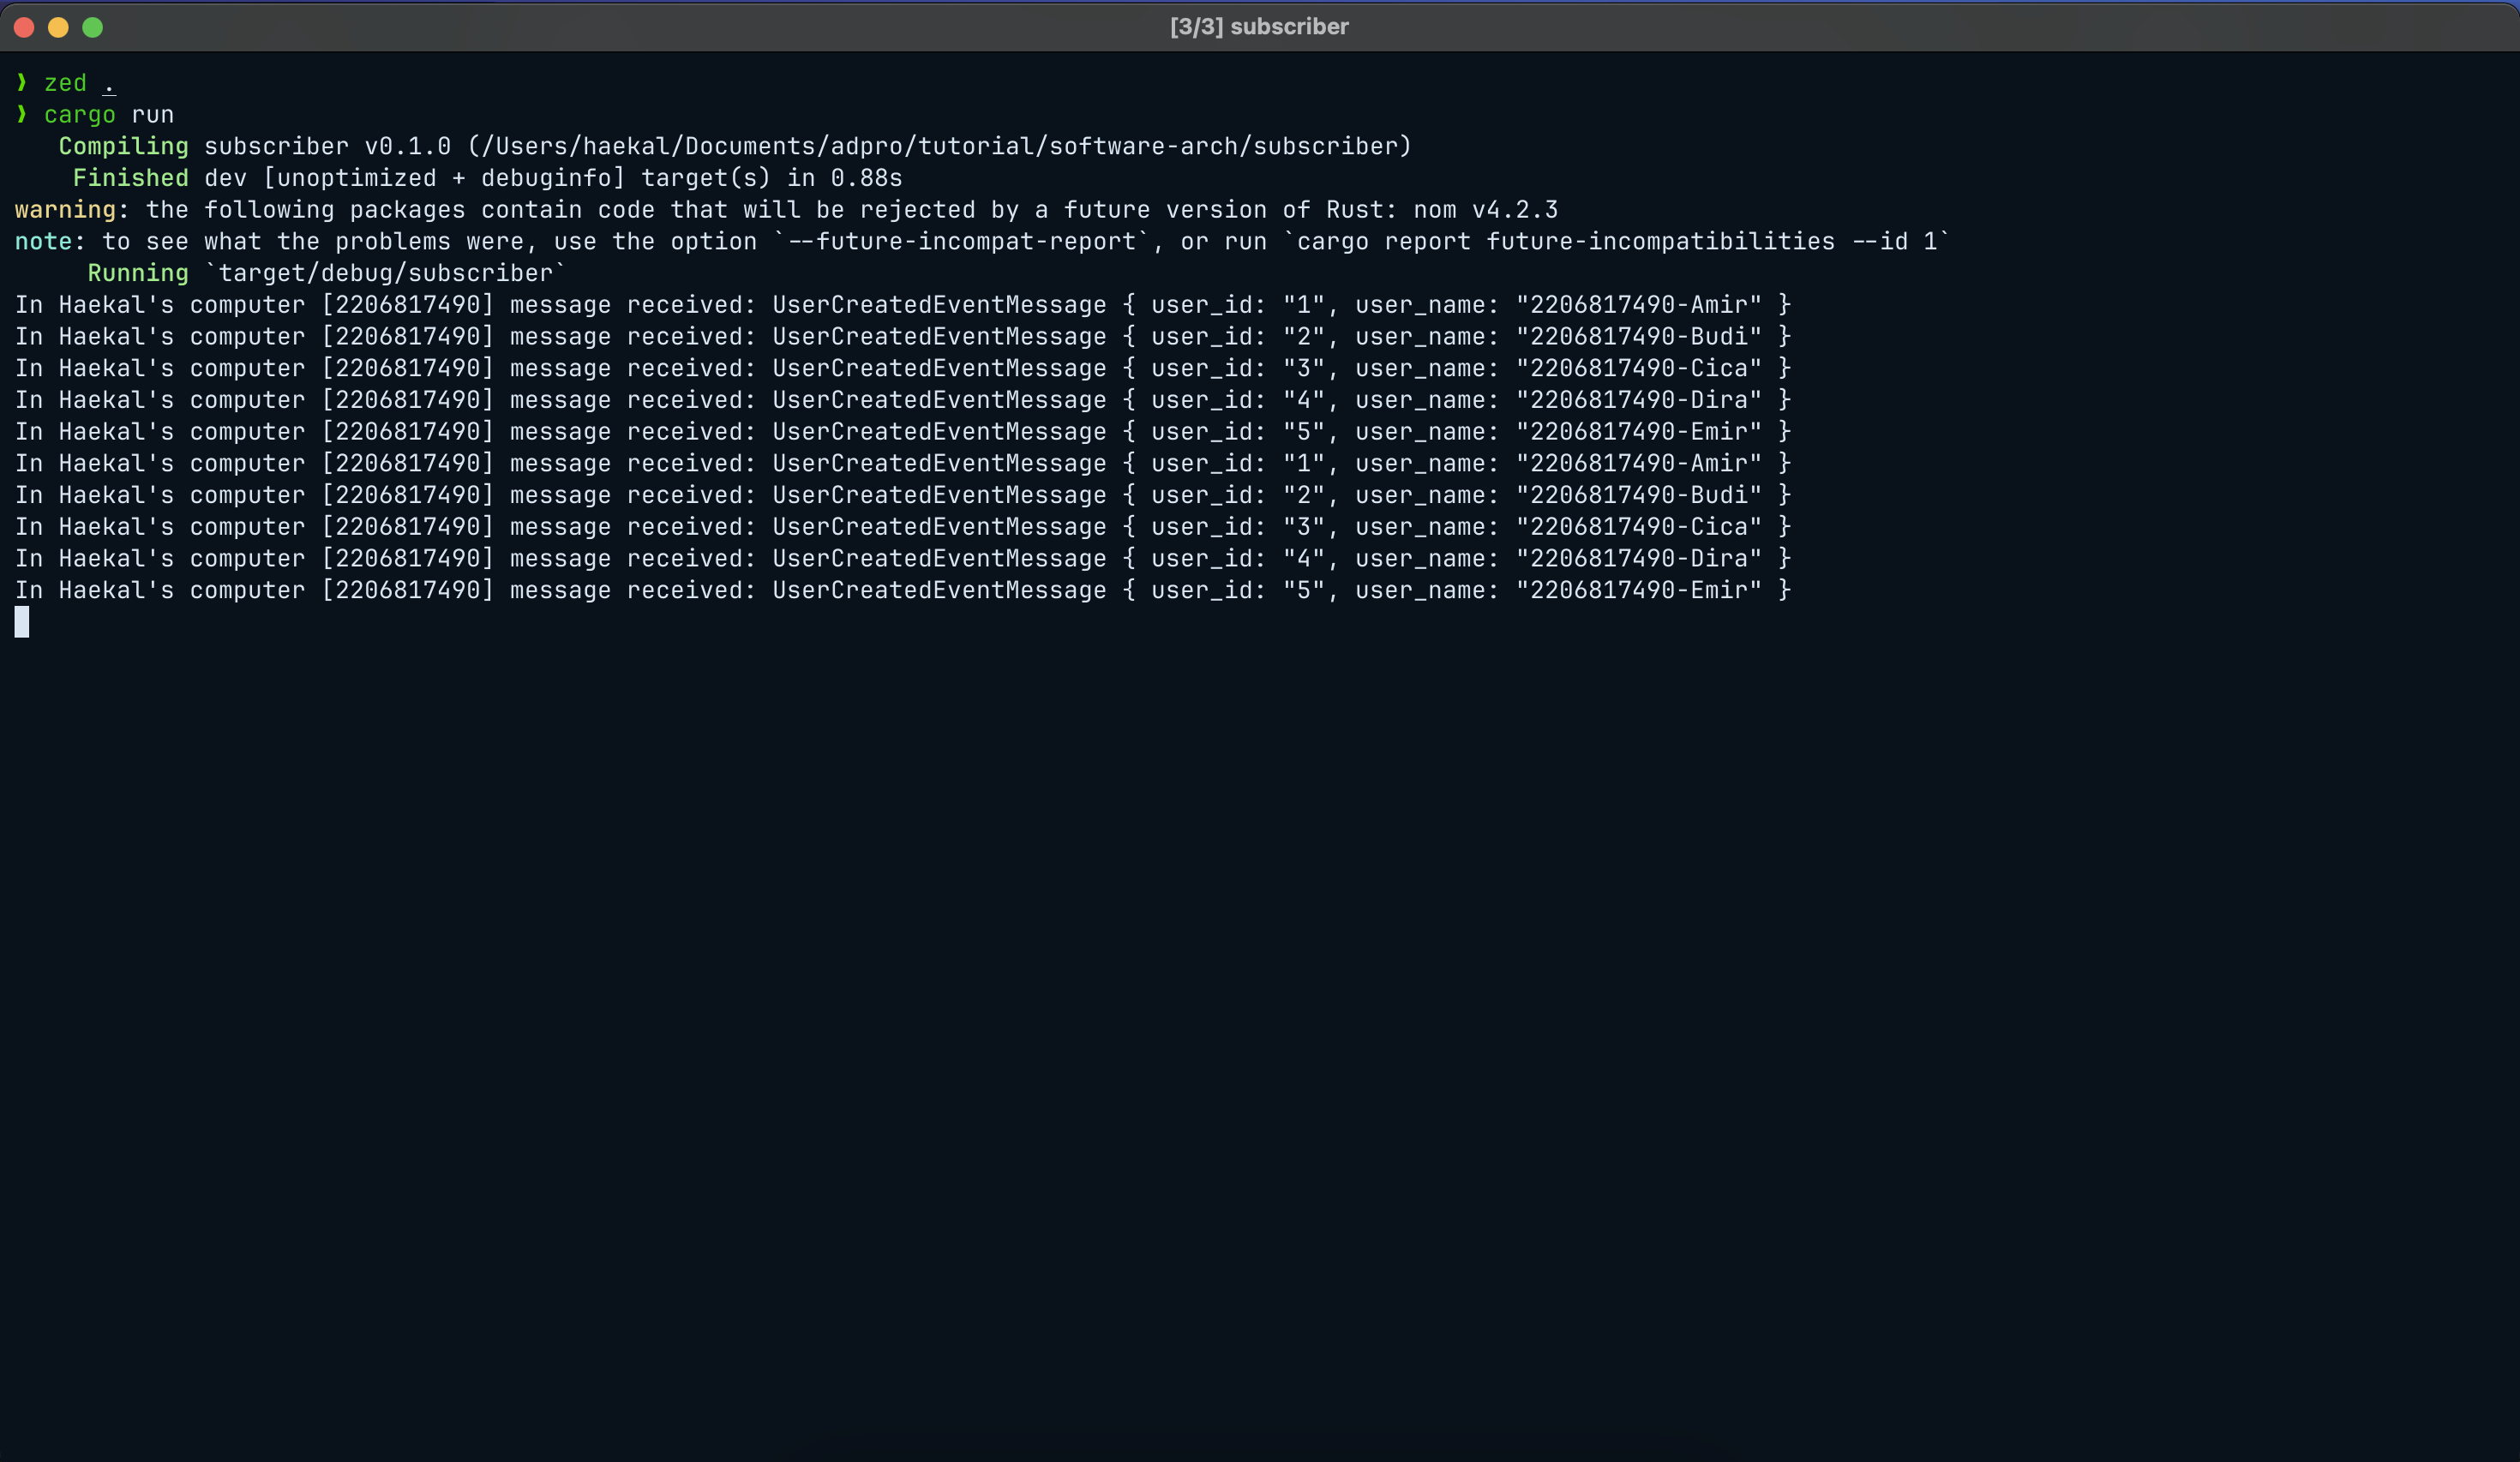 [3/3] subscriber
❯ zed .
❯ cargo run
Compiling subscriber v0.1.0 (/Users/haekal/Documents/adpro/tutorial/software-arch/subscriber)
Finished dev [unoptimized + debuginfo] target(s) in 0.88s
warning: the following packages contain code that will be rejected by a future version of Rust: nom v4.2.3
note: to see what the problems were, use the option `--future-incompat-report`, or run `cargo report future-incompatibilities --id 1`
Running `target/debug/subscriber`
In Haekal's computer [2206817490] message received: UserCreatedEventMessage { user_id: "1", user_name: "2206817490-Amir" }
In Haekal's computer [2206817490] message received: UserCreatedEventMessage { user_id: "2", user_name: "2206817490-Budi" }
In Haekal's computer [2206817490] message received: UserCreatedEventMessage { user_id: "3", user_name: "2206817490-Cica" }
In Haekal's computer [2206817490] message received: UserCreatedEventMessage { user_id: "4", user_name: "2206817490-Dira" }
In Haekal's computer [2206817490] message received: UserCreatedEventMessage { user_id: "5", user_name: "2206817490-Emir" }
In Haekal's computer [2206817490] message received: UserCreatedEventMessage { user_id: "1", user_name: "2206817490-Amir" }
In Haekal's computer [2206817490] message received: UserCreatedEventMessage { user_id: "2", user_name: "2206817490-Budi" }
In Haekal's computer [2206817490] message received: UserCreatedEventMessage { user_id: "3", user_name: "2206817490-Cica" }
In Haekal's computer [2206817490] message received: UserCreatedEventMessage { user_id: "4", user_name: "2206817490-Dira" }
In Haekal's computer [2206817490] message received: UserCreatedEventMessage { user_id: "5", user_name: "2206817490-Emir" }